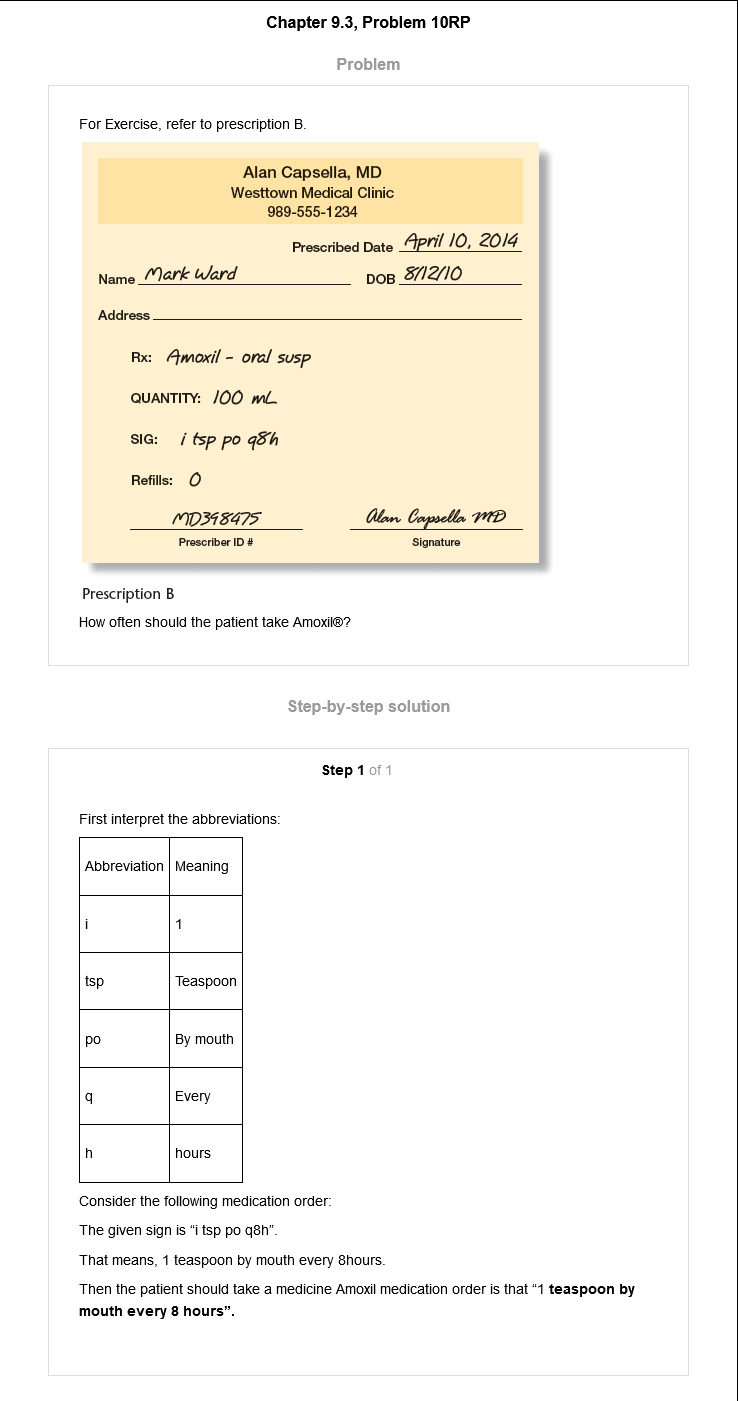 Chapter 9.3, Problem 10RP
Problem
For Exercise, refer to prescription B.
Alan Capsella, MD
Westtown Medical Clinic
989-555-1234
Prescribed Date April 10, 2014
Name Mark Ward DOB 8/12/10
Address
Rx: Amoxil - oral susp
QUANTITY: 100 mL
SIG: i tsp po q8h
Refills: 0
MD398475 Alan Capsella MD
Prescriber ID # Signature
Prescription B
How often should the patient take Amoxil®?
Step-by-step solution
Step 1 of 1
First interpret the abbreviations:
Abbreviation Meaning
i 1
tsp Teaspoon
po By mouth
q Every
h hours
Consider the following medication order:
The given sign is “i tsp po q8h”.
That means, 1 teaspoon by mouth every 8hours.
Then the patient should take a medicine Amoxil medication order is that “1 teaspoon by
mouth every 8 hours”.